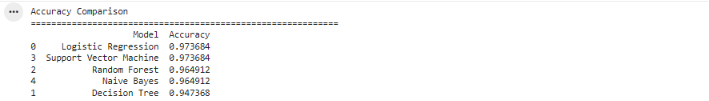 Accuracy Comparison
============================================================
Model Accuracy
0 Logistic Regression 0.973684
3 Support Vector Machine 0.973684
2 Random Forest 0.964912
4 Naive Bayes 0.964912
1 Decision Tree 0.947368